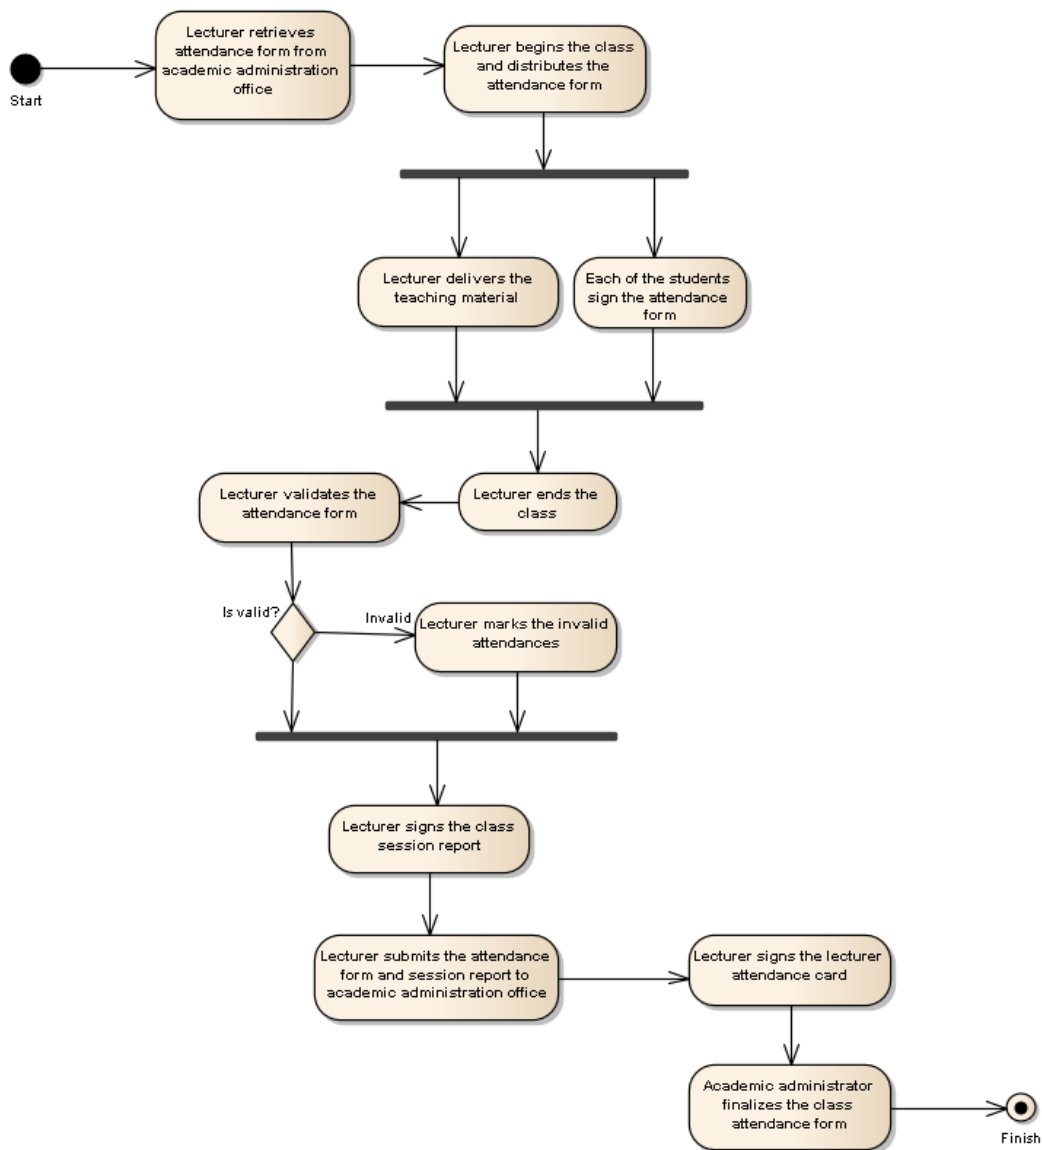 Lecturer retrieves
attendance form from
academic administration
office
Lecturer begins the class
and distributes the
attendance form
Start
Lecturer delivers the
teaching material
Each of the students
sign the attendance
form
Lecturer validates the
attendance form
Lecturer ends the
class
Is valid?
Invalid
Lecturer marks the invalid
attendances
Lecturer signs the class
session report
Lecturer submits the attendance
form and session report to
academic administration office
Lecturer signs the lecturer
attendance card
Academic administrator
finalizes the class
attendance form
Finish